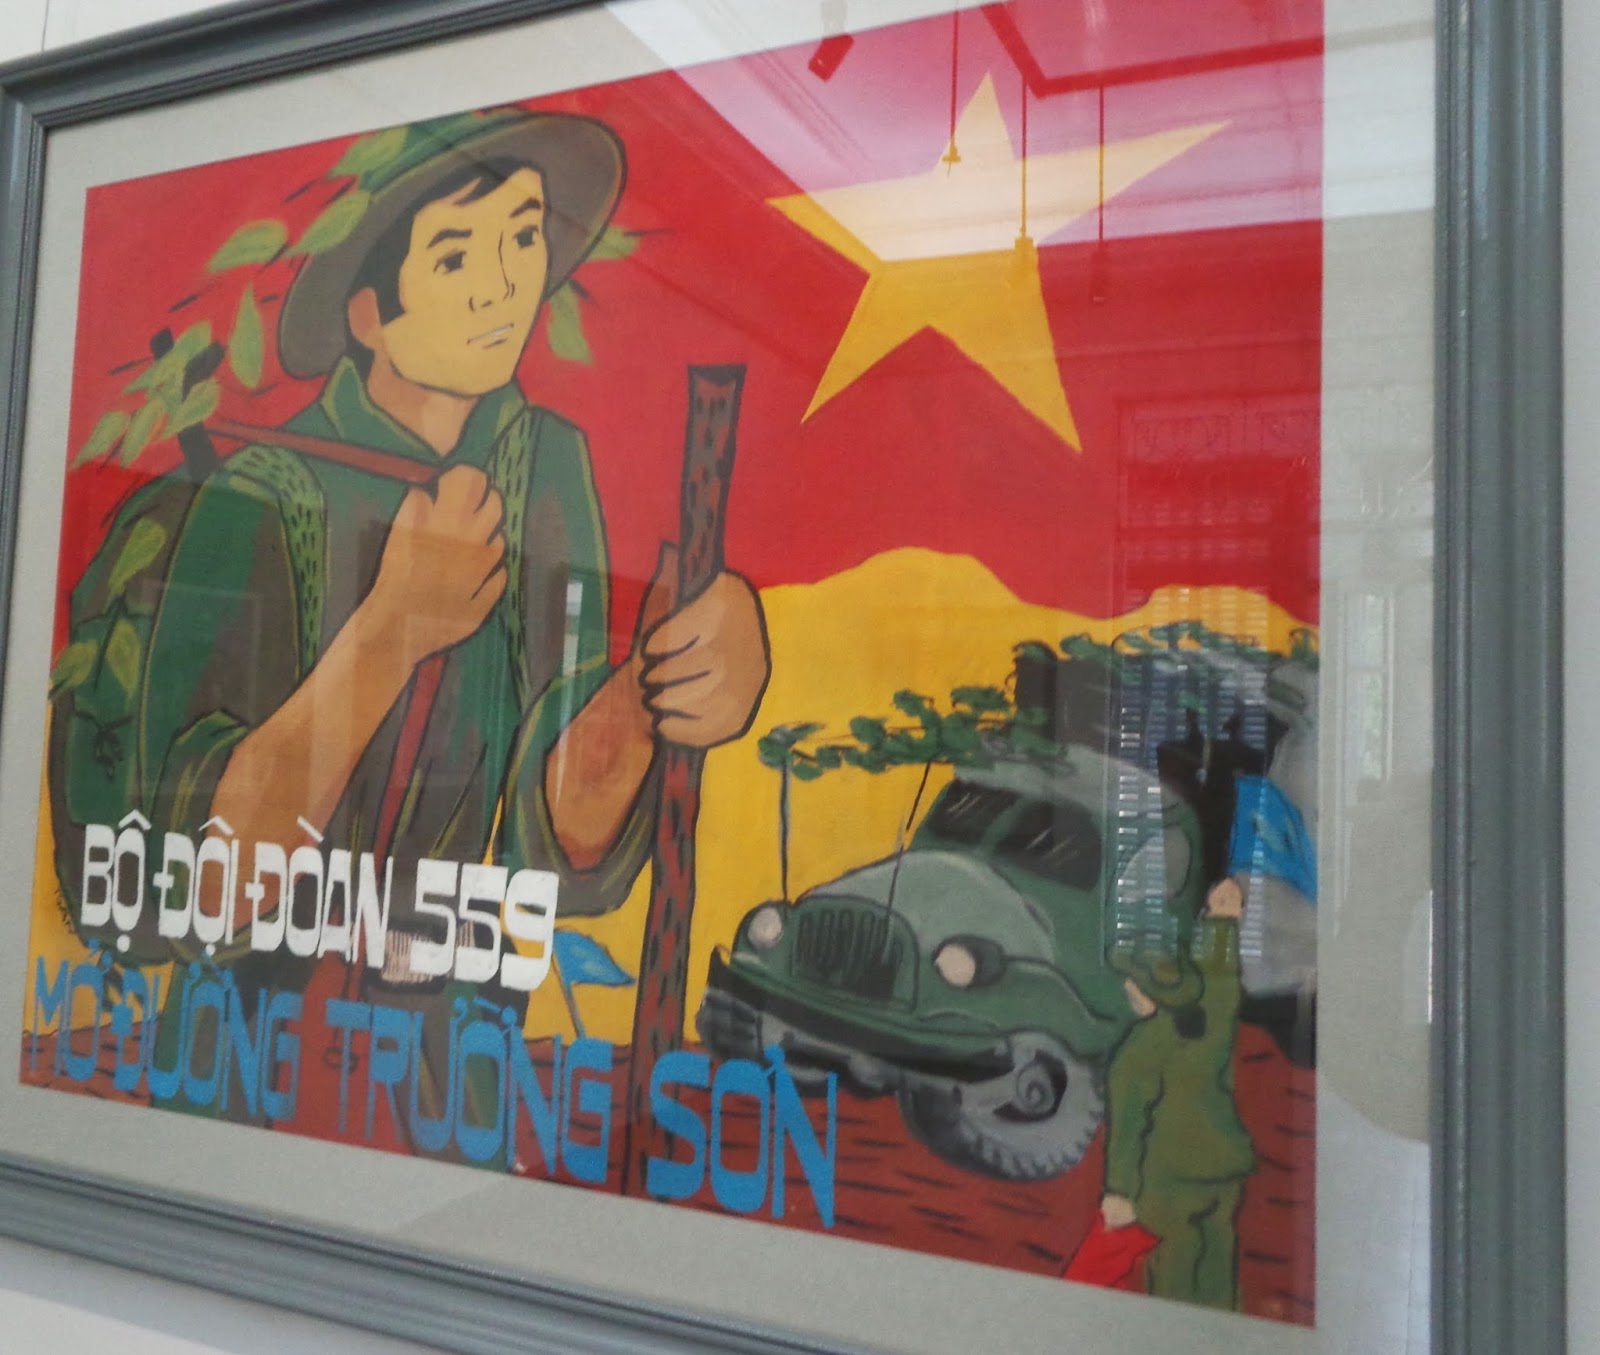 BỘ ĐỘI ĐOÀN 559
MỞ ĐƯỜNG TRƯỜNG SƠN